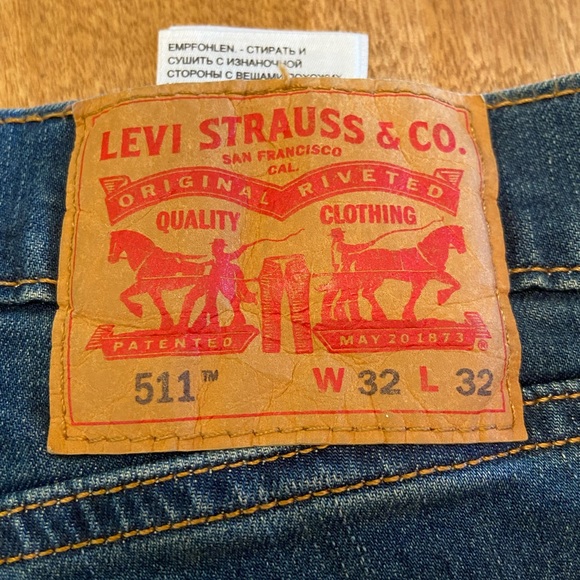 EMPFOHLEN. - СТИРАТЬ И
СУШИТЬ С ИЗНАНОЧНОЙ
СТОРОНЫ С ВЕЩАМИ
LEVI STRAUSS & CO.
SAN FRANCISCO
CAL.
ORIGINAL RIVETED
QUALITY CLOTHING
PATENTED MAY 20 1873 ®
511™ W 32 L 32